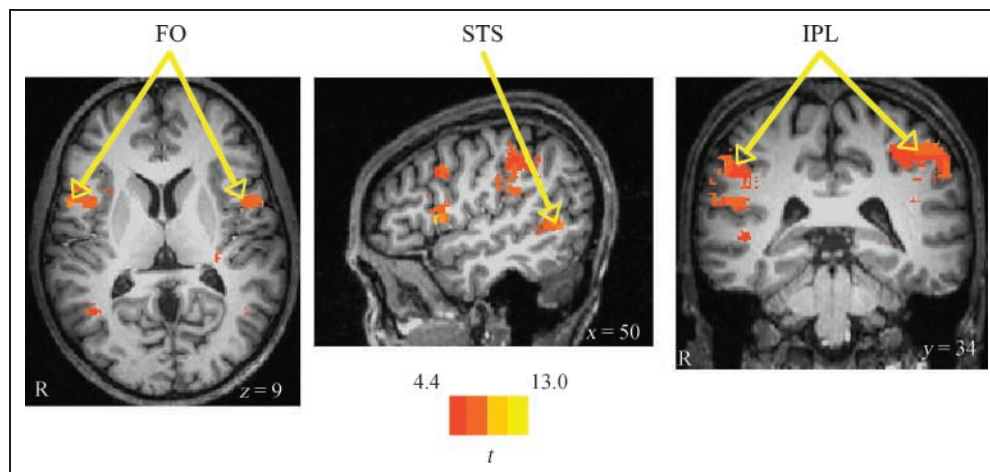 FO
STS
IPL
R
z = 9
x = 50
R
y = 34
4.4 13.0
t